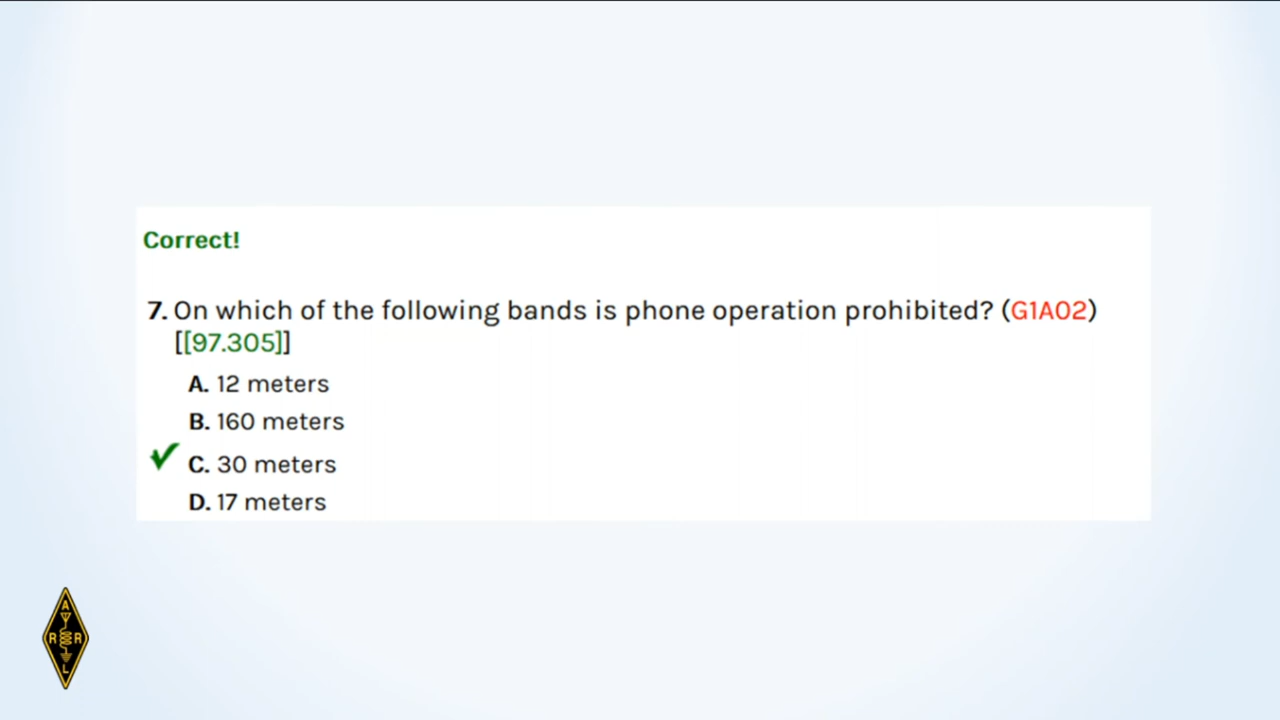 Correct!
7. On which of the following bands is phone operation prohibited? (G1A02)
[[97.305]]
A. 12 meters
B. 160 meters
C. 30 meters
D. 17 meters
A
R R
L